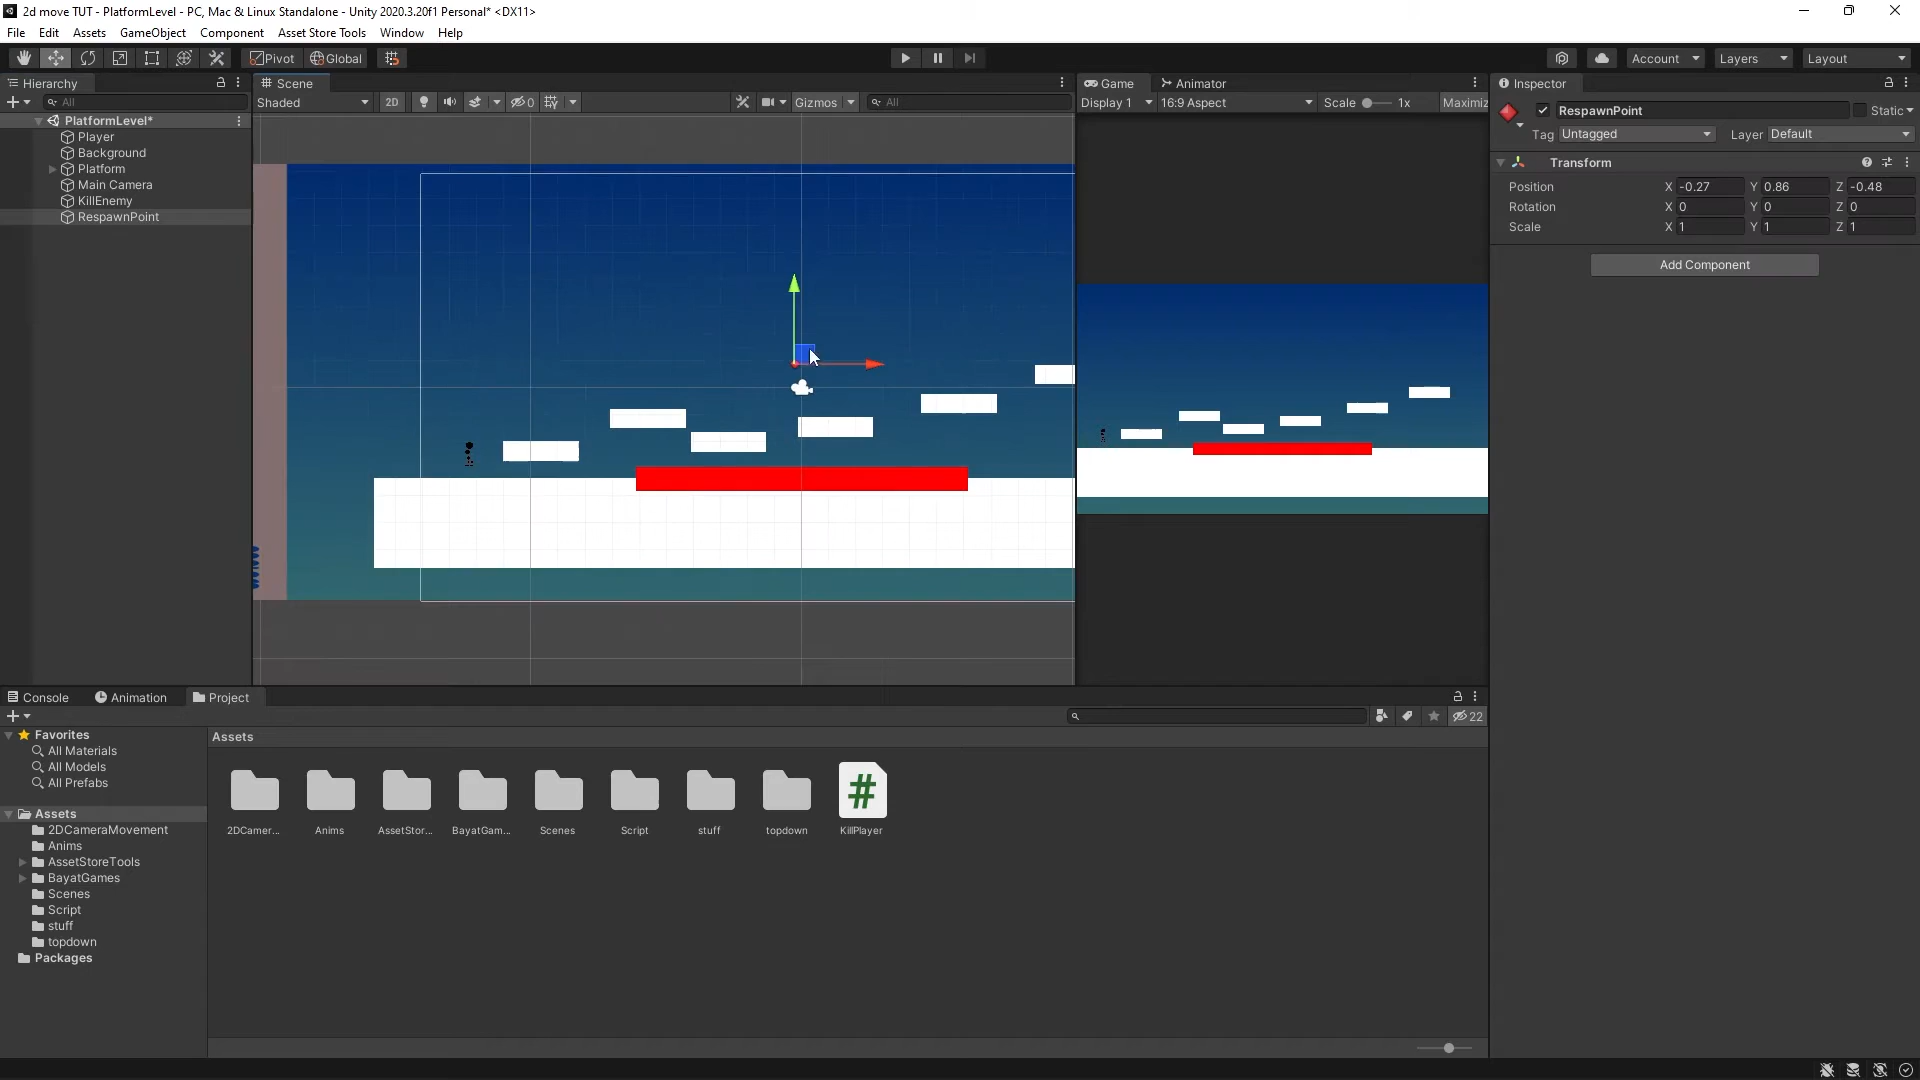 2d move TUT - PlatformLevel - PC, Mac & Linux Standalone - Unity 2020.3.20f1 Personal* <DX11>
File Edit Assets GameObject Component Asset Store Tools Window Help
Pivot Global Account Layers Layout
Hierarchy
All
PlatformLevel*
Player
Background
Platform
Main Camera
KillEnemy
RespawnPoint
Scene
Shaded 2D 0 Gizmos All
Game Animator
Display 1 16:9 Aspect Scale 1x Maximiz
Inspector
RespawnPoint Static
Tag Untagged Layer Default
Transform
Position X -0.27 Y 0.86 Z -0.48
Rotation X 0 Y 0 Z 0
Scale X 1 Y 1 Z 1
Add Component
Console Animation Project
22
Favorites
All Materials
All Models
All Prefabs
Assets
2DCameraMovement
Anims
AssetStoreTools
BayatGames
Scenes
Script
stuff
topdown
Packages
Assets
2DCamer... Anims AssetStor... BayatGam... Scenes Script stuff topdown KillPlayer
#